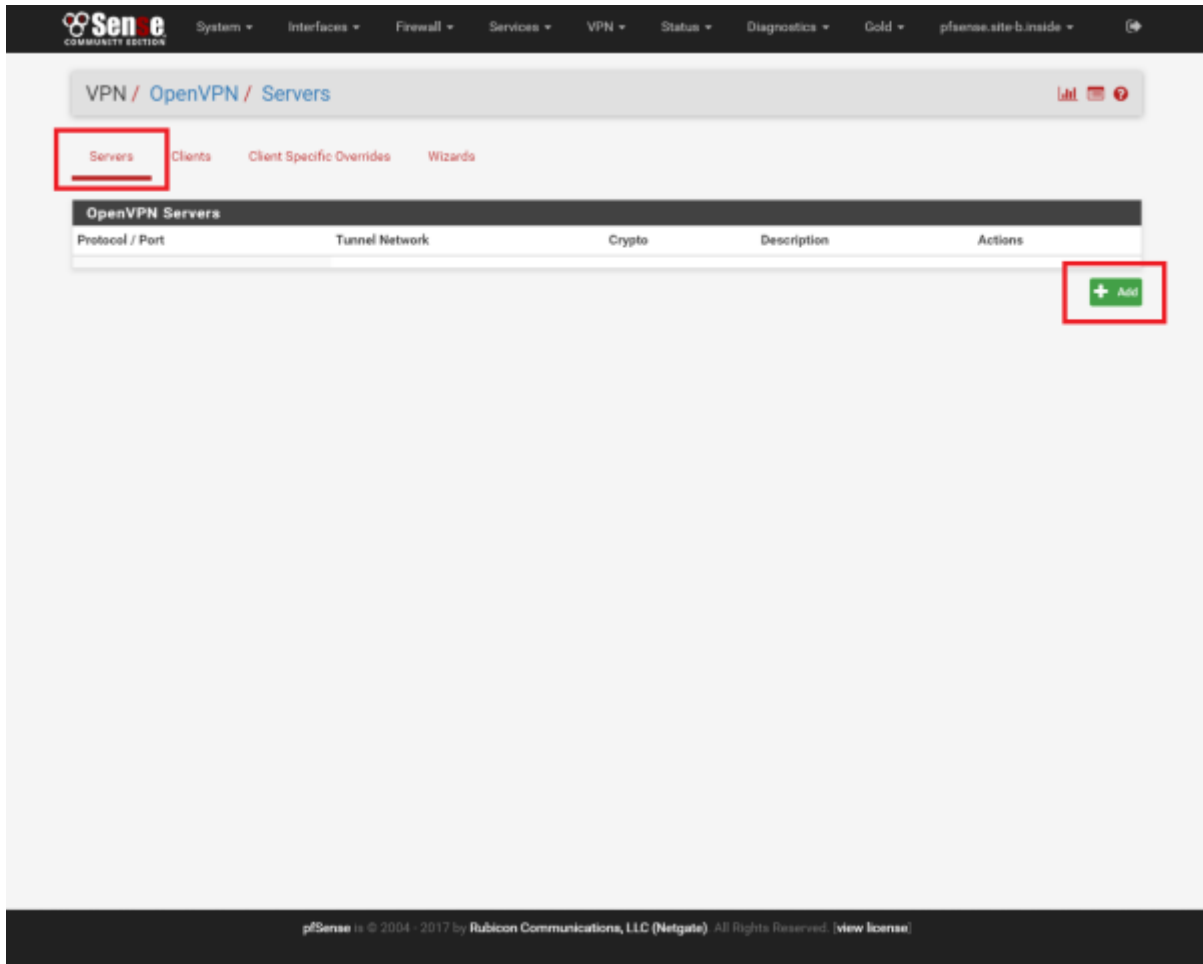 Sense System Interfaces Firewall Services VPN Status Diagnostics Gold pfsense.site-b.inside
COMMUNITY EDITION
VPN / OpenVPN / Servers
Servers Clients Client Specific Overrides Wizards
OpenVPN Servers
Protocol / Port Tunnel Network Crypto Description Actions
+ Add
pfSense is © 2004 - 2017 by Rubicon Communications, LLC (Netgate). All Rights Reserved. [view license]